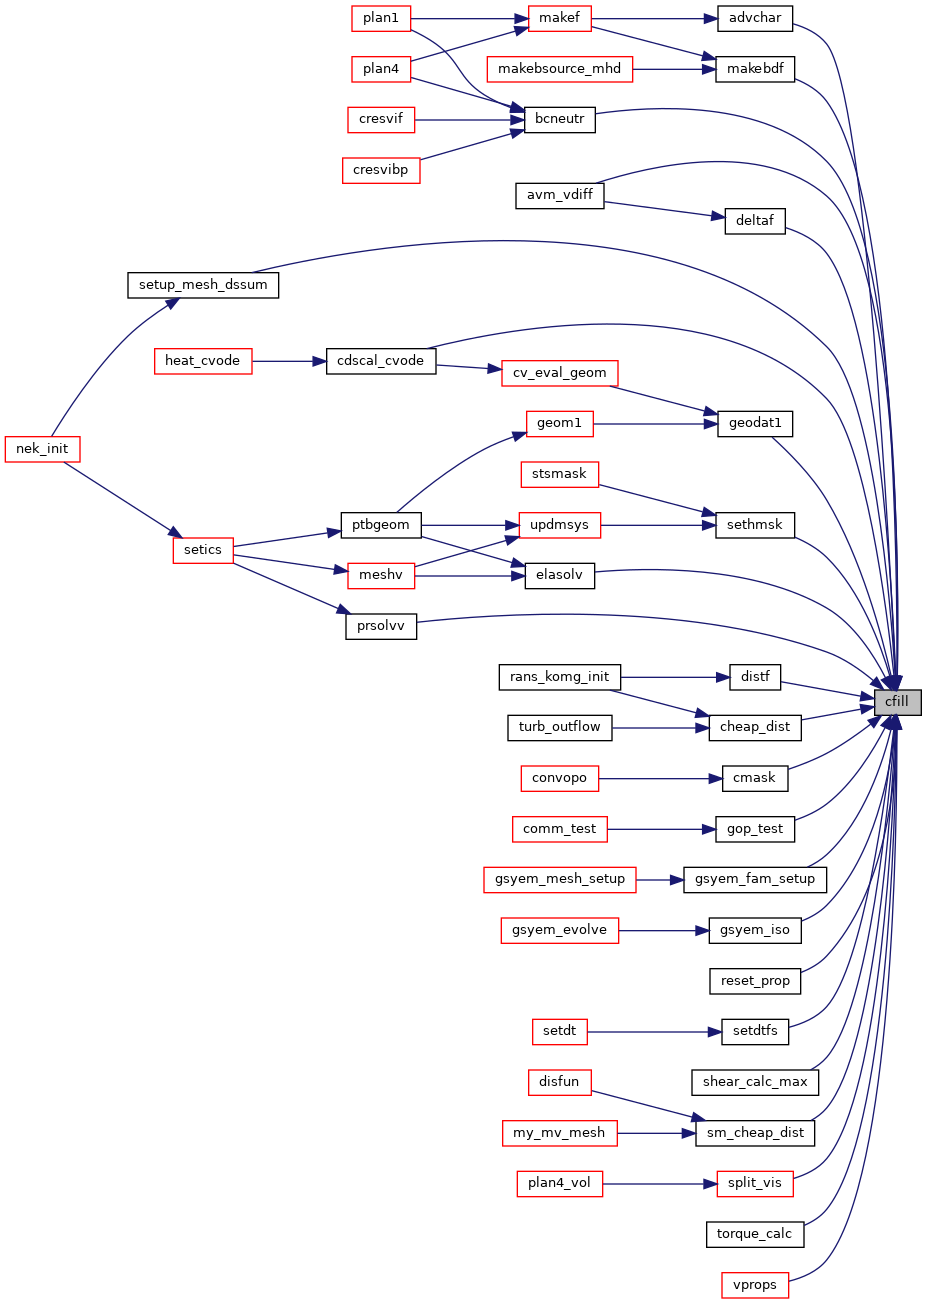 plan1
makef
advchar
plan4
makebsource_mhd
makebdf
cresvif
bcneutr
cresvibp
avm_vdiff
deltaf
setup_mesh_dssum
heat_cvode
cdscal_cvode
cv_eval_geom
geom1
geodat1
nek_init
stsmask
ptbgeom
updmsys
sethmsk
setics
meshv
elasolv
prsolvv
rans_komg_init
distf
cfill
turb_outflow
cheap_dist
convopo
cmask
comm_test
gop_test
gsyem_mesh_setup
gsyem_fam_setup
gsyem_evolve
gsyem_iso
reset_prop
setdt
setdtfs
disfun
shear_calc_max
my_mv_mesh
sm_cheap_dist
plan4_vol
split_vis
torque_calc
vprops